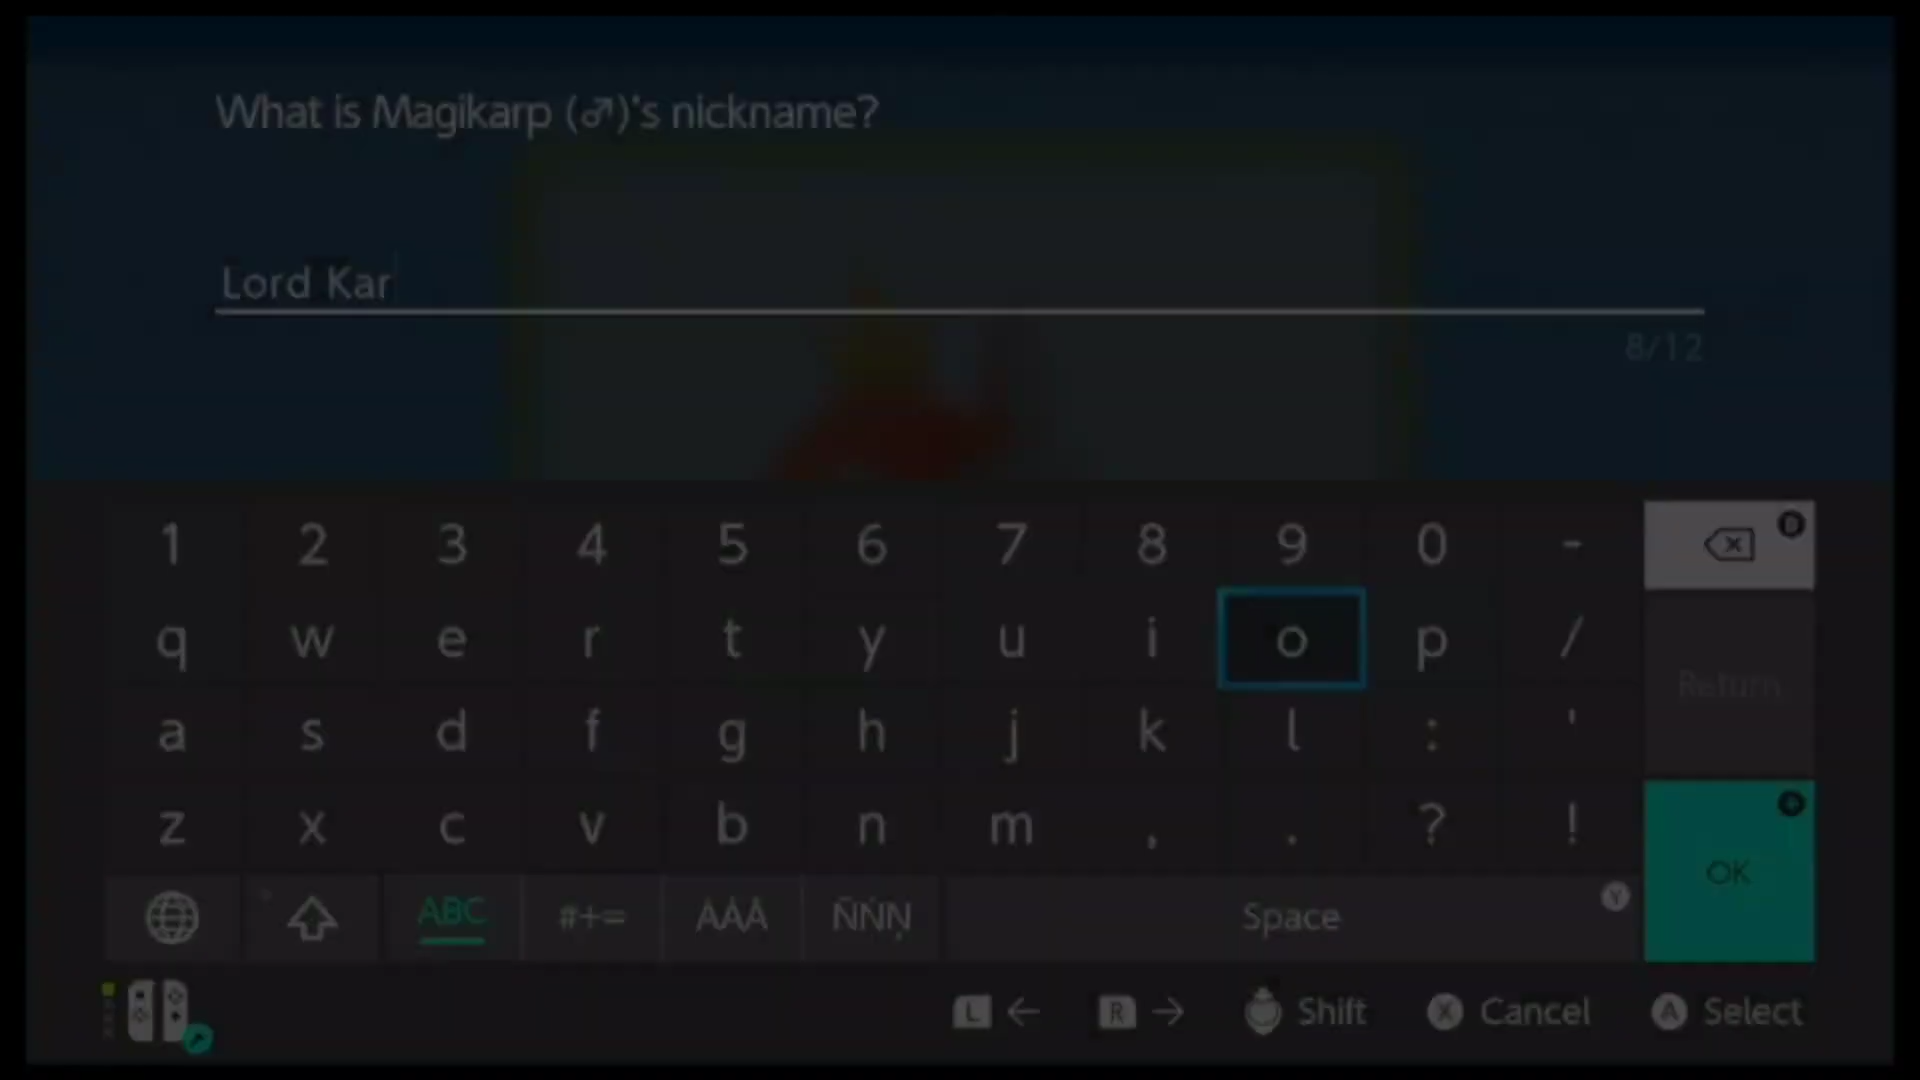 What is Magikarp (♂)'s nickname?
Lord Kar
8/12
1 2 3 4 5 6 7 8 9 0 -
q w e r t y u i o p /
Return
a s d f g h j k l : '
z x c v b n m , . ? !
OK
ABC #+= ÀÁÂ ÑŃŅ Space Y
L ← R → Shift X Cancel A Select